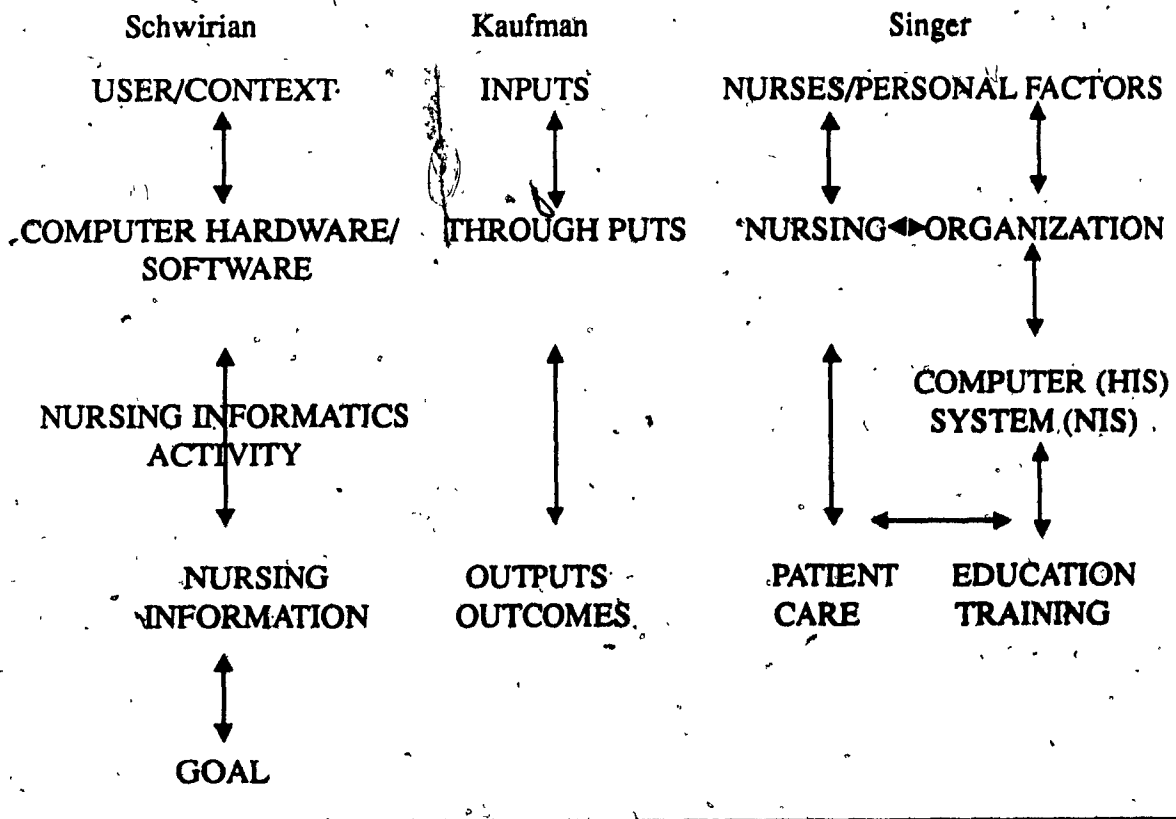 Schwirian
USER/CONTEXT
COMPUTER HARDWARE/
SOFTWARE
NURSING INFORMATICS
ACTIVITY
NURSING
INFORMATION
GOAL
Kaufman
INPUTS
THROUGH PUTS
OUTPUTS
OUTCOMES
Singer
NURSES/PERSONAL FACTORS
NURSING ORGANIZATION
COMPUTER (HIS)
SYSTEM (NIS)
PATIENT
CARE
EDUCATION
TRAINING